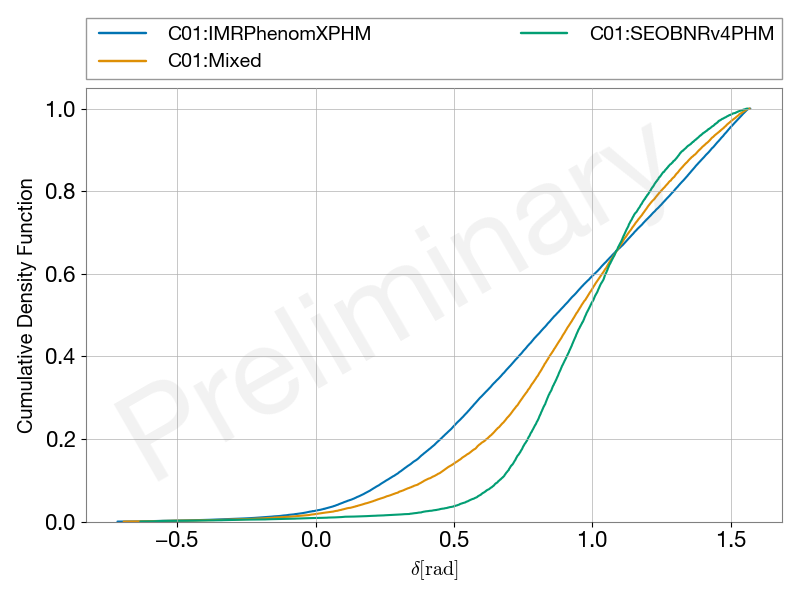 C01:IMRPhenomXPHM
C01:SEOBNRv4PHM
C01:Mixed
Preliminary
Cumulative Density Function
1.0
0.8
0.6
0.4
0.2
0.0
−0.5
0.0
0.5
1.0
1.5
δ[rad]